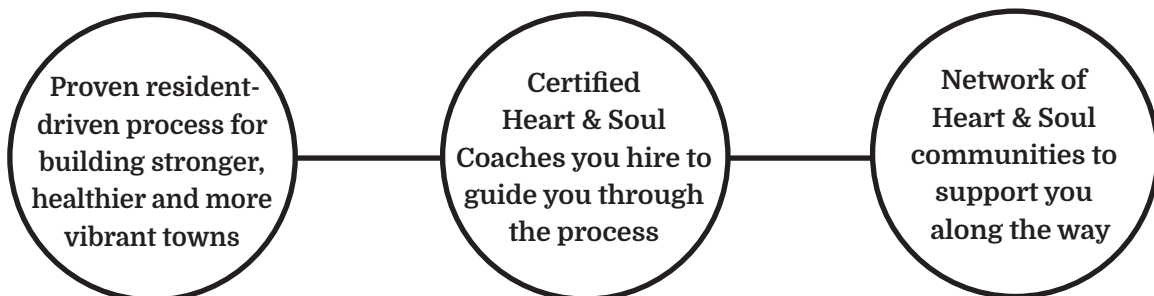 Proven resident-
driven process for
building stronger,
healthier and more
vibrant towns
Certified
Heart & Soul
Coaches you hire to
guide you through
the process
Network of
Heart & Soul
communities to
support you
along the way